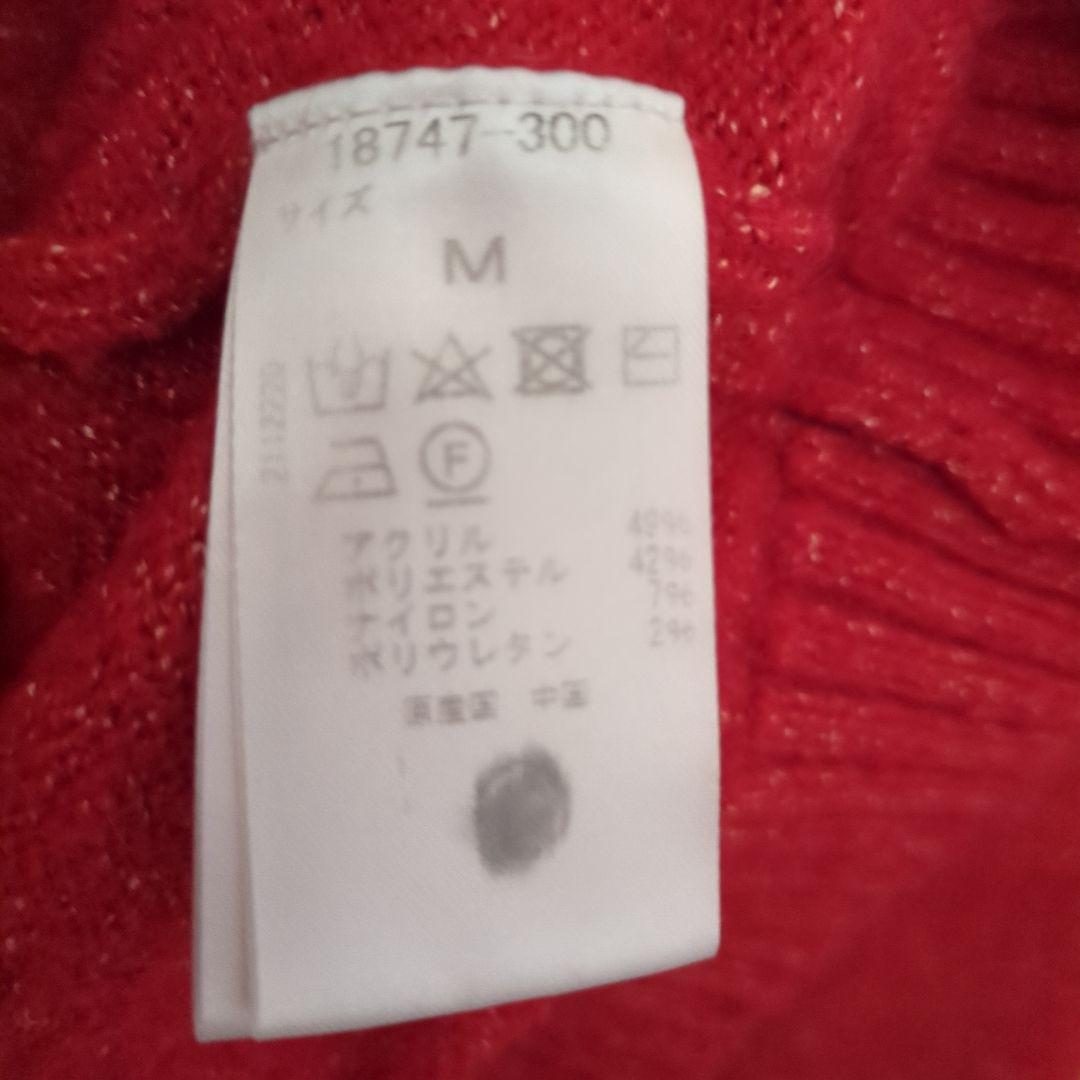 18747-300
サイズ
M
2112220
F
アクリル 49%
ポリエステル 42%
ナイロン 7%
ポリウレタン 2%
原産国 中国